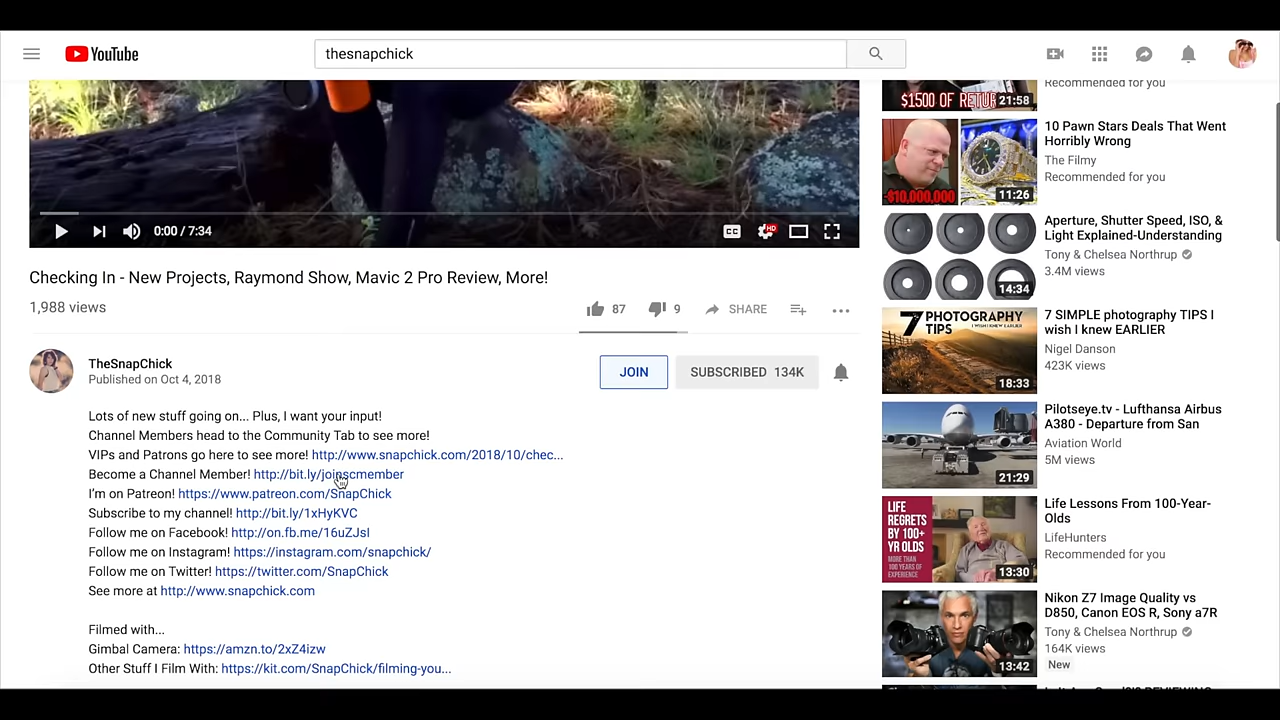 YouTube
thesnapchick
0:00 / 7:34
CC
HD
Checking In - New Projects, Raymond Show, Mavic 2 Pro Review, More!
1,988 views
87
9
SHARE
TheSnapChick
Published on Oct 4, 2018
JOIN
SUBSCRIBED 134K
Lots of new stuff going on... Plus, I want your input!
Channel Members head to the Community Tab to see more!
VIPs and Patrons go here to see more! http://www.snapchick.com/2018/10/chec...
Become a Channel Member! http://bit.ly/joinscmember
I'm on Patreon! https://www.patreon.com/SnapChick
Subscribe to my channel! http://bit.ly/1xHyKVC
Follow me on Facebook! http://on.fb.me/16uZJsI
Follow me on Instagram! https://instagram.com/snapchick/
Follow me on Twitter! https://twitter.com/SnapChick
See more at http://www.snapchick.com
Filmed with...
Gimbal Camera: https://amzn.to/2xZ4izw
Other Stuff I Film With: https://kit.com/SnapChick/filming-you...
$1500 OF
21:58
Recommended for you
-$10,000,000
11:26
10 Pawn Stars Deals That Went
Horribly Wrong
The Filmy
Recommended for you
14:34
Aperture, Shutter Speed, ISO, &
Light Explained-Understanding
Tony & Chelsea Northrup
3.4M views
7 PHOTOGRAPHY
TIPS I WISH I KNEW EARLIER
18:33
7 SIMPLE photography TIPS I
wish I knew EARLIER
Nigel Danson
423K views
21:29
Pilotseye.tv - Lufthansa Airbus
A380 - Departure from San
Aviation World
5M views
LIFE
REGRETS
BY 100+
YR OLDS
MORE THAN
100 YEARS OF
EXPERIENCE
13:30
Life Lessons From 100-Year-
Olds
LifeHunters
Recommended for you
13:42
Nikon Z7 Image Quality vs
D850, Canon EOS R, Sony a7R
Tony & Chelsea Northrup
164K views
New